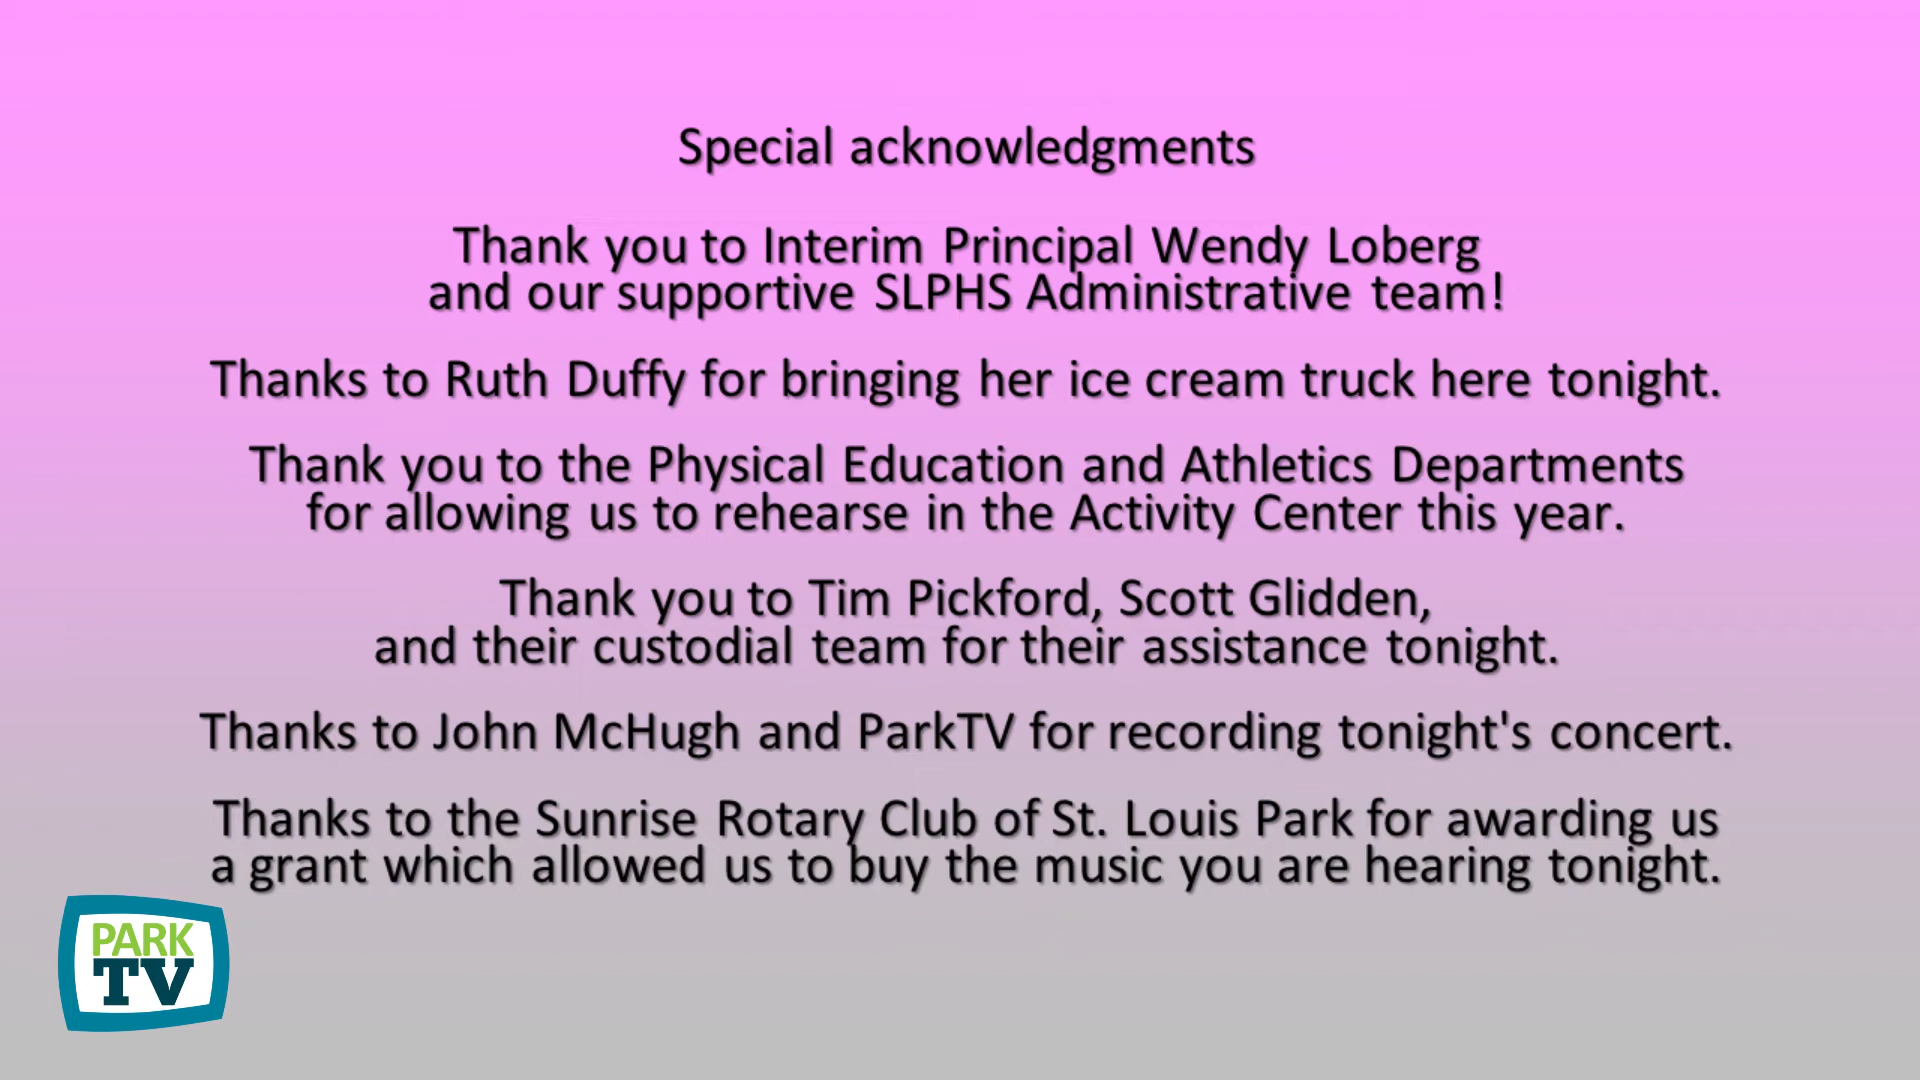 Special acknowledgments
Thank you to Interim Principal Wendy Loberg
and our supportive SLPHS Administrative team!
Thanks to Ruth Duffy for bringing her ice cream truck here tonight.
Thank you to the Physical Education and Athletics Departments
for allowing us to rehearse in the Activity Center this year.
Thank you to Tim Pickford, Scott Glidden,
and their custodial team for their assistance tonight.
Thanks to John McHugh and ParkTV for recording tonight's concert.
Thanks to the Sunrise Rotary Club of St. Louis Park for awarding us
a grant which allowed us to buy the music you are hearing tonight.
PARK
TV